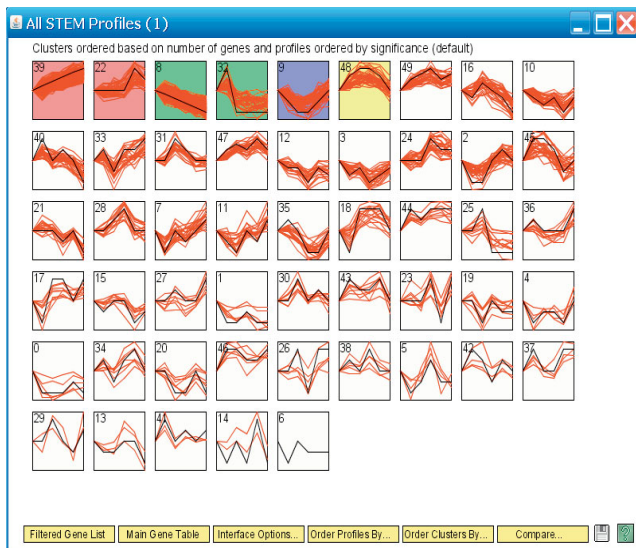 All STEM Profiles (1)
Clusters ordered based on number of genes and profiles ordered by significance (default)
39 22 8 32 9 48 49 16 10
40 33 31 47 12 3 24 2 45
21 28 7 11 35 18 44 25 36
17 15 27 1 30 43 23 19 4
0 34 20 46 26 38 5 42 37
29 13 41 14 6
Filtered Gene List Main Gene Table Interface Options... Order Profiles By... Order Clusters By... Compare...